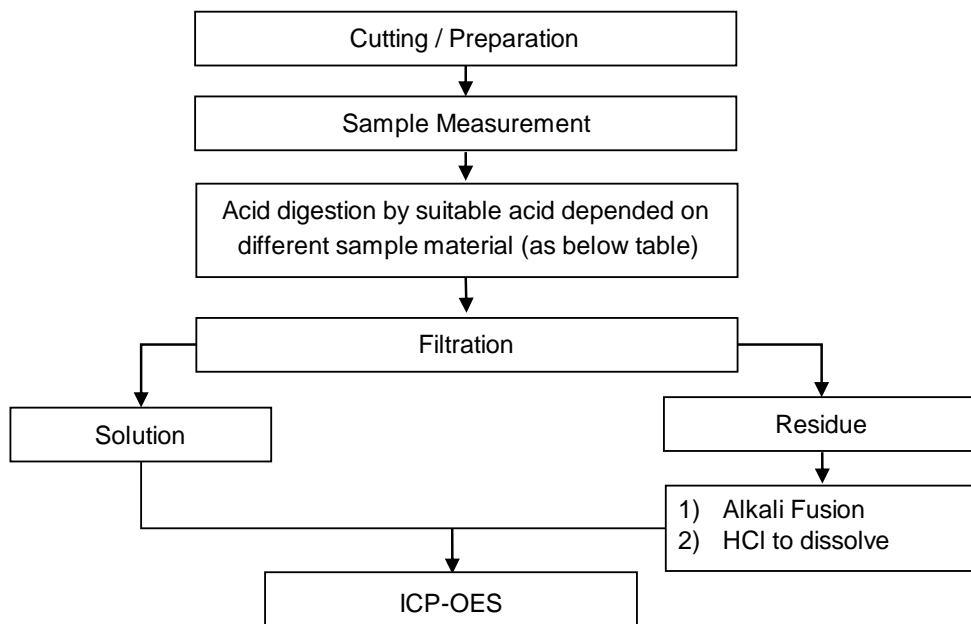 Cutting / Preparation
Sample Measurement
Acid digestion by suitable acid depended on
different sample material (as below table)
Filtration
Solution
Residue
1) Alkali Fusion
2) HCl to dissolve
ICP-OES